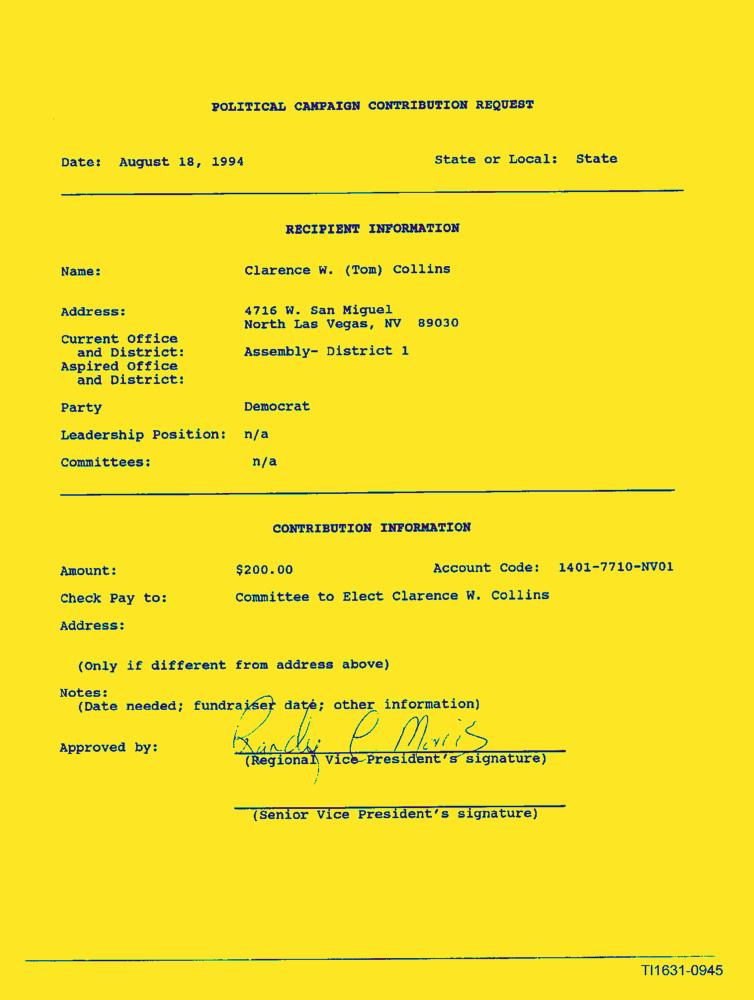 POLITICAL CAMPAIGN CONTRIBUTION REQUEST
Date: August 18, 1994 State or Local: State
RECIPIENT INFORMATION
Name: Clarence W. (Tom) Collins
Address: 4716 W. San Miguel
North Las Vegas, NV 89030
Current Office
and District: Assembly- District 1
Aspired Office
and District:
Party Democrat
Leadership Position: n/a
Committees: n/a
CONTRIBUTION INFORMATION
Amount: $200.00 Account Code: 1401-7710-NV01
Check Pay to: Committee to Elect Clarence W. Collins
Address:
(Only if different from address above)
Notes:
(Date needed; fundraiser date; other information)
Approved by: Randy C Morris
(Regional Vice President's signature)
(Senior Vice President's signature)
TI1631-0945